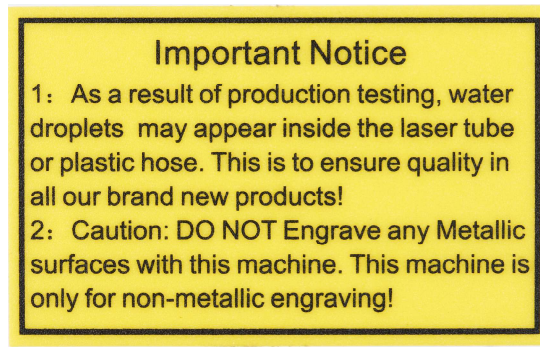 Important Notice
1： As a result of production testing, water
droplets  may appear inside the laser tube
or plastic hose. This is to ensure quality in
all our brand new products!
2： Caution: DO NOT Engrave any Metallic
surfaces with this machine. This machine is
only for non-metallic engraving!